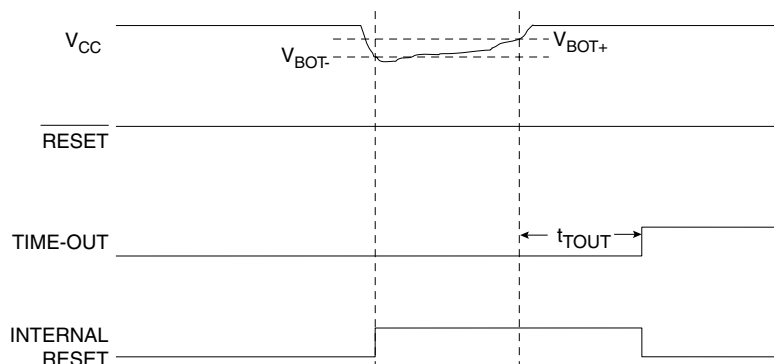 VCC
VBOT-
VBOT+
RESET
TIME-OUT
tTOUT
INTERNAL
RESET